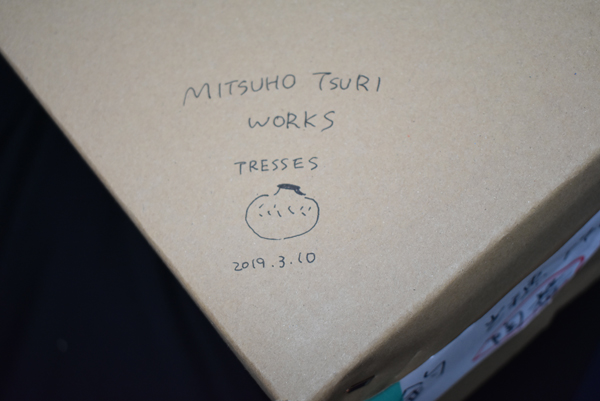 MITSUHO TSURI
WORKS
TRESSES
2019.3.10